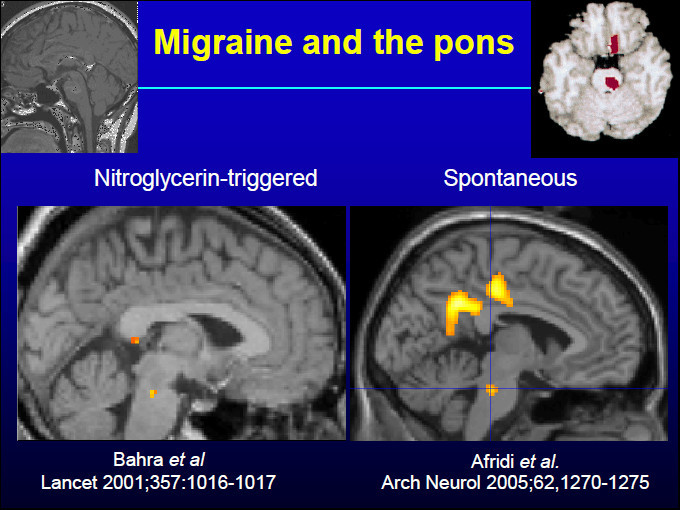 Migraine and the pons
Nitroglycerin-triggered
Spontaneous
Bahra et al
Lancet 2001;357:1016-1017
Afridi et al.
Arch Neurol 2005;62,1270-1275